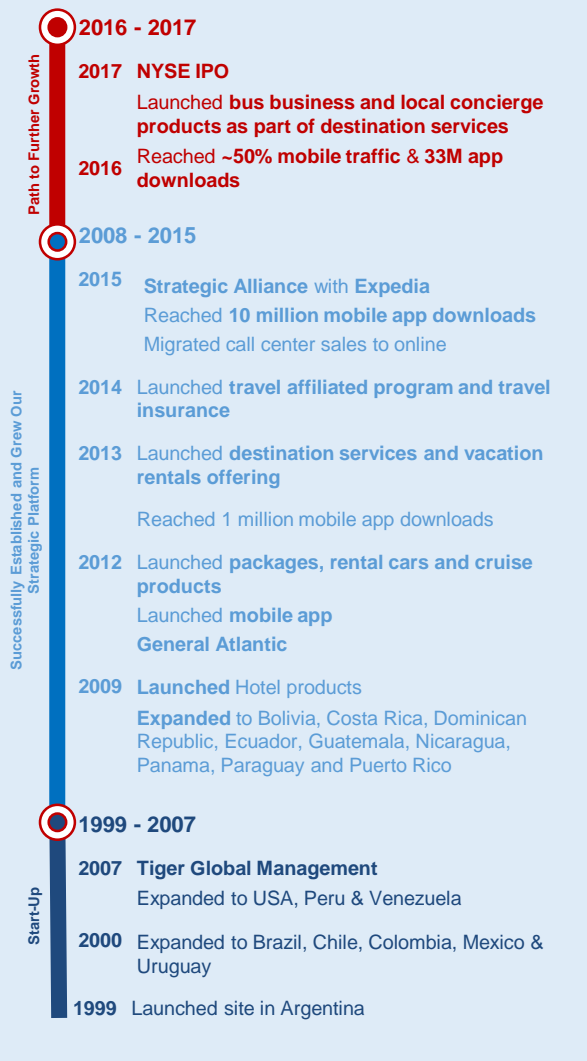 2016 - 2017
Path to Further Growth
2017 NYSE IPO
Launched bus business and local concierge
products as part of destination services
2016 Reached ~50% mobile traffic & 33M app
downloads
2008 - 2015
Successfully Established and Grew Our
Strategic Platform
2015 Strategic Alliance with Expedia
Reached 10 million mobile app downloads
Migrated call center sales to online
2014 Launched travel affiliated program and travel
insurance
2013 Launched destination services and vacation
rentals offering
Reached 1 million mobile app downloads
2012 Launched packages, rental cars and cruise
products
Launched mobile app
General Atlantic
2009 Launched Hotel products
Expanded to Bolivia, Costa Rica, Dominican
Republic, Ecuador, Guatemala, Nicaragua,
Panama, Paraguay and Puerto Rico
1999 - 2007
Start-Up
2007 Tiger Global Management
Expanded to USA, Peru & Venezuela
2000 Expanded to Brazil, Chile, Colombia, Mexico &
Uruguay
1999 Launched site in Argentina